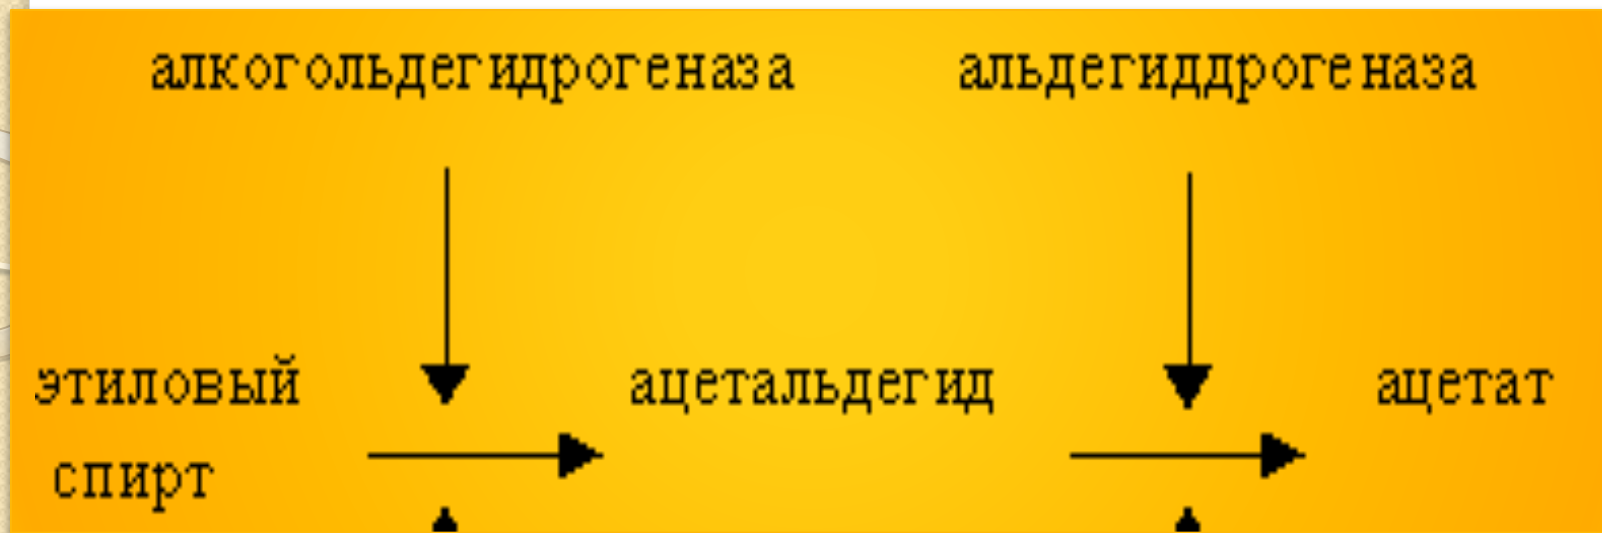 алкогольдегидрогеназа альдегиддрогеназа
этиловый ацетальдегид ацетат
спирт